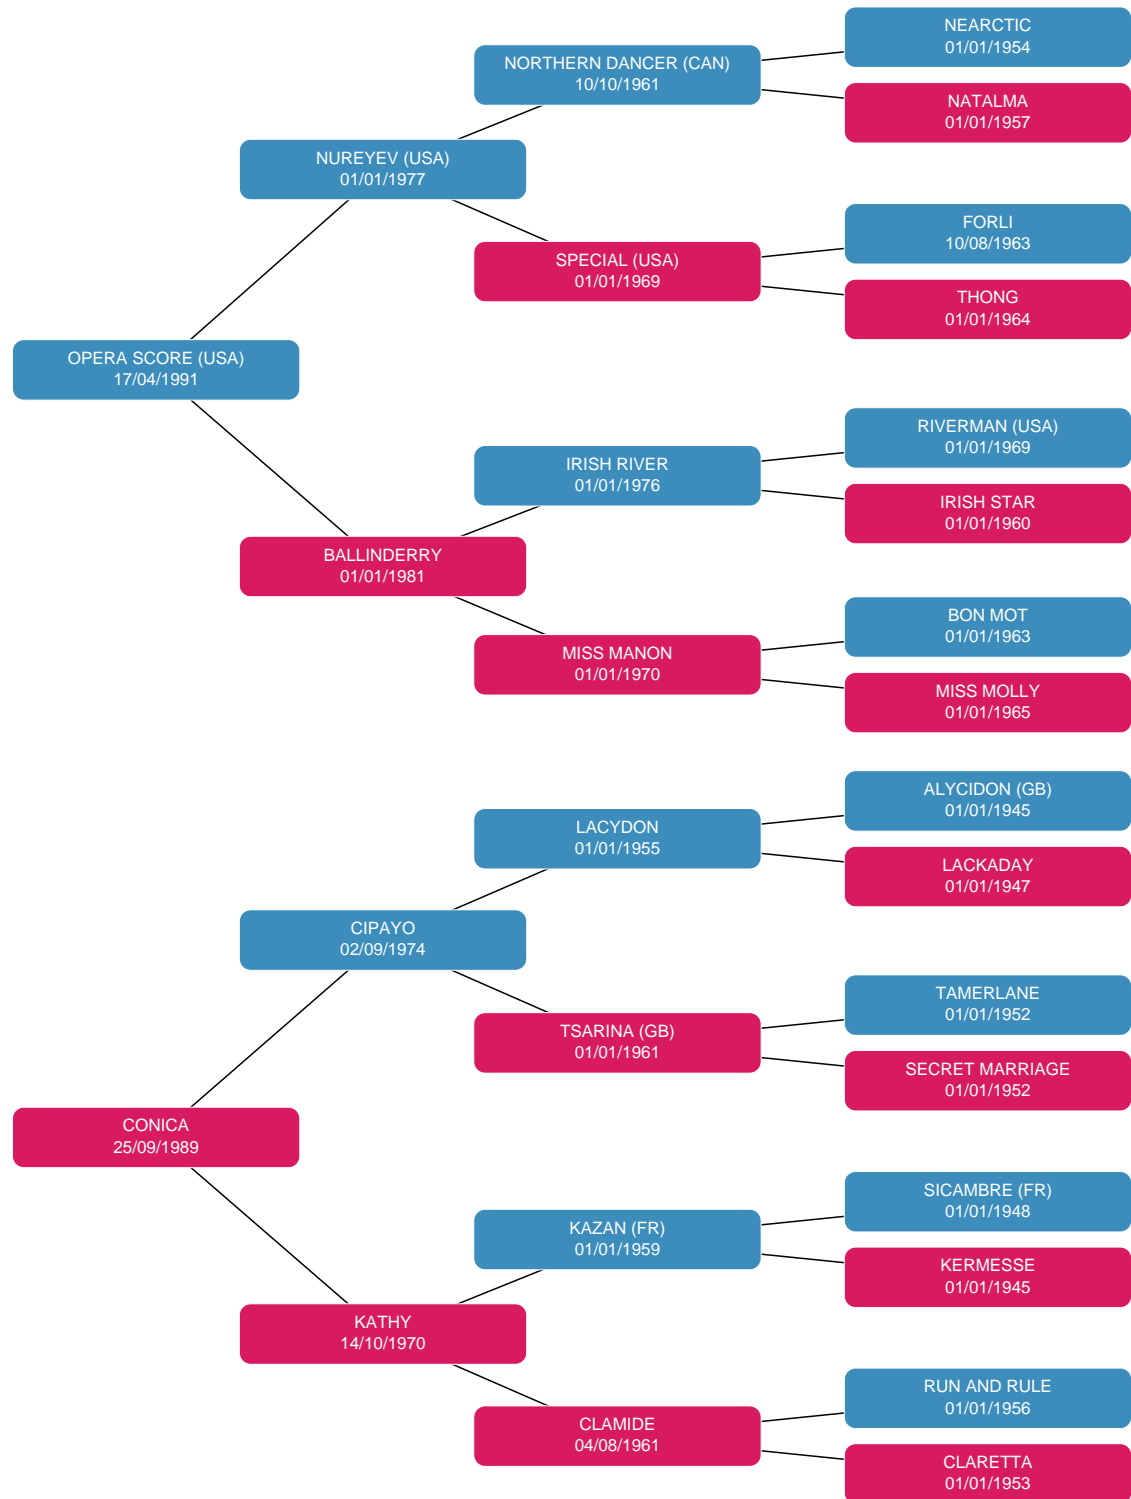 NEARCTIC
01/01/1954
NORTHERN DANCER (CAN)
10/10/1961
NATALMA
01/01/1957
NUREYEV (USA)
01/01/1977
FORLI
10/08/1963
SPECIAL (USA)
01/01/1969
THONG
01/01/1964
OPERA SCORE (USA)
17/04/1991
RIVERMAN (USA)
01/01/1969
IRISH RIVER
01/01/1976
IRISH STAR
01/01/1960
BALLINDERRY
01/01/1981
BON MOT
01/01/1963
MISS MANON
01/01/1970
MISS MOLLY
01/01/1965
ALYCIDON (GB)
01/01/1945
LACYDON
01/01/1955
LACKADAY
01/01/1947
CIPAYO
02/09/1974
TAMERLANE
01/01/1952
TSARINA (GB)
01/01/1961
SECRET MARRIAGE
01/01/1952
CONICA
25/09/1989
SICAMBRE (FR)
01/01/1948
KAZAN (FR)
01/01/1959
KERMESSE
01/01/1945
KATHY
14/10/1970
RUN AND RULE
01/01/1956
CLAMIDE
04/08/1961
CLARETTA
01/01/1953